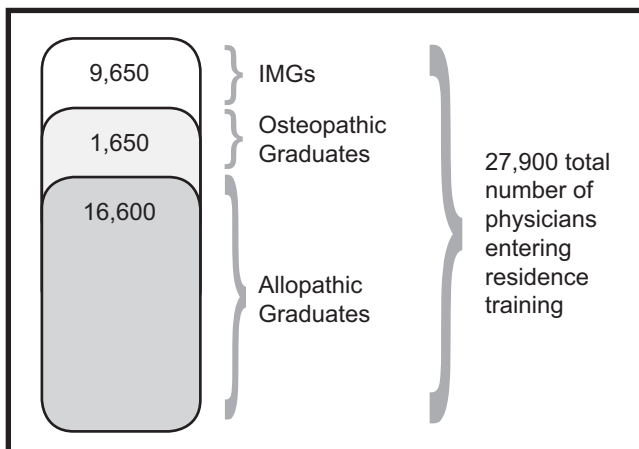 9,650
IMGs
1,650
Osteopathic
Graduates
16,600
Allopathic
Graduates
27,900 total
number of
physicians
entering
residence
training